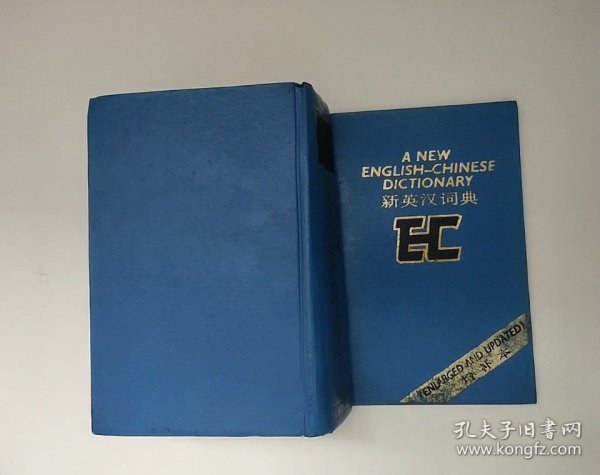 A NEW
ENGLISH–CHINESE
DICTIONARY
新英汉词典
EC
(ENLARGED AND UPDATED)
增补本
孔夫子旧书网
www.kongfz.com